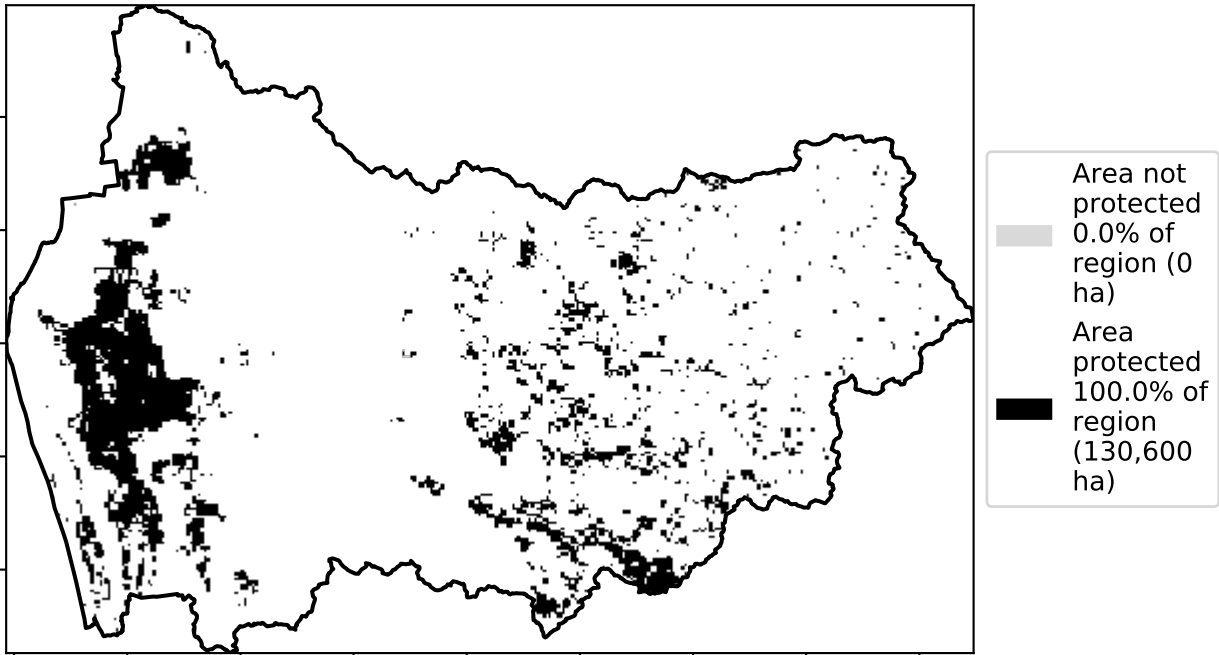 Area not
protected
0.0% of
region (0
ha)
Area
protected
100.0% of
region
(130,600
ha)